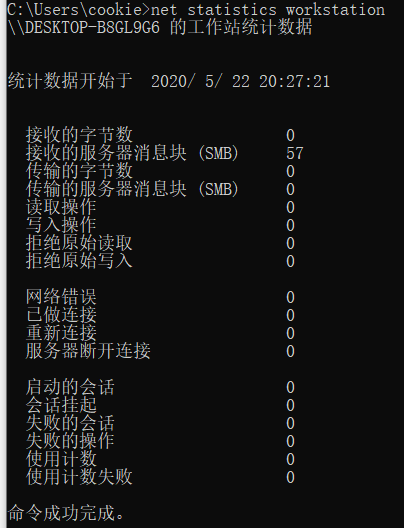 C:\Users\cookie>net statistics workstation
\\DESKTOP-B8GL9G6 的工作站统计数据
统计数据开始于 2020/ 5/ 22 20:27:21
接收的字节数 0
接收的服务器消息块 (SMB) 57
传输的字节数 0
传输的服务器消息块 (SMB) 0
读取操作 0
写入操作 0
拒绝原始读取 0
拒绝原始写入 0
网络错误 0
已做连接 0
重新连接 0
服务器断开连接 0
启动的会话 0
会话挂起 0
失败的会话 0
失败的操作 0
使用计数 0
使用计数失败 0
命令成功完成。